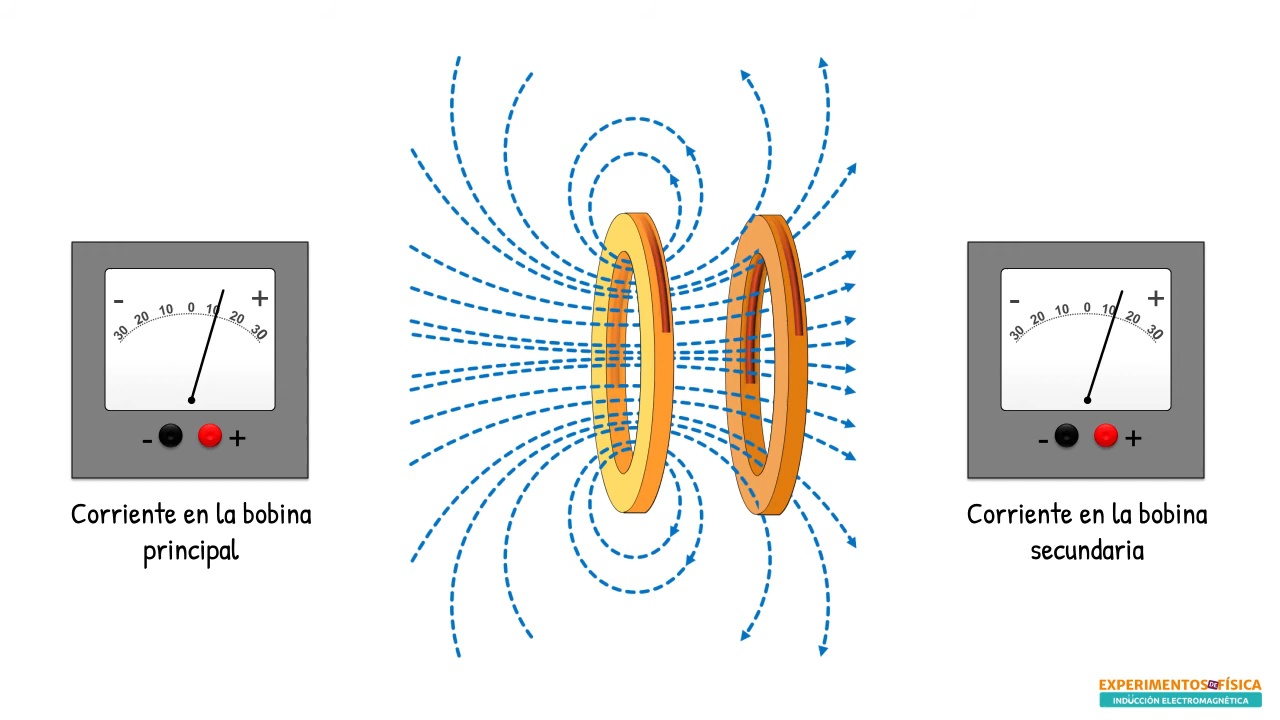 - +
30 20 10 0 10 20 30
- +
Corriente en la bobina
principal
- +
30 20 10 0 10 20 30
- +
Corriente en la bobina
secundaria
EXPERIMENTOS DE FÍSICA
INDUCCIÓN ELECTROMAGNÉTICA